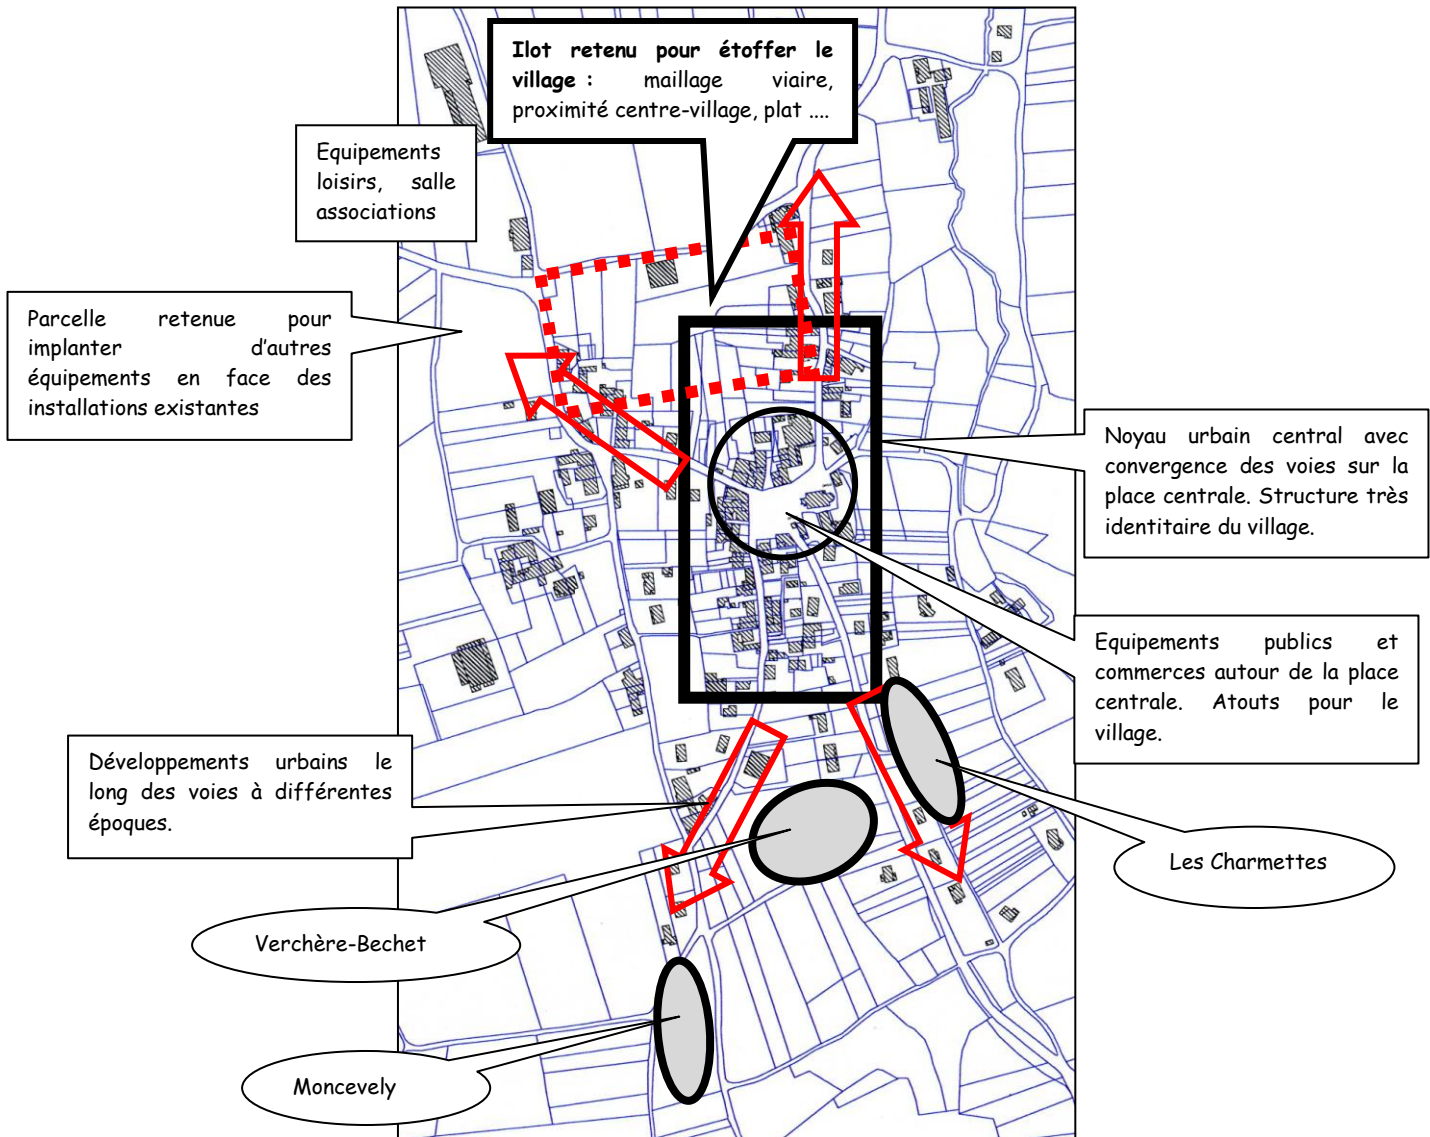 Ilot retenu pour étoffer le
village : maillage viaire,
proximité centre-village, plat ....
Equipements
loisirs, salle
associations
Parcelle retenue pour
implanter d'autres
équipements en face des
installations existantes
Noyau urbain central avec
convergence des voies sur la
place centrale. Structure très
identitaire du village.
Equipements publics et
commerces autour de la place
centrale. Atouts pour le
village.
Développements urbains le
long des voies à différentes
époques.
Les Charmettes
Verchère-Bechet
Moncevely